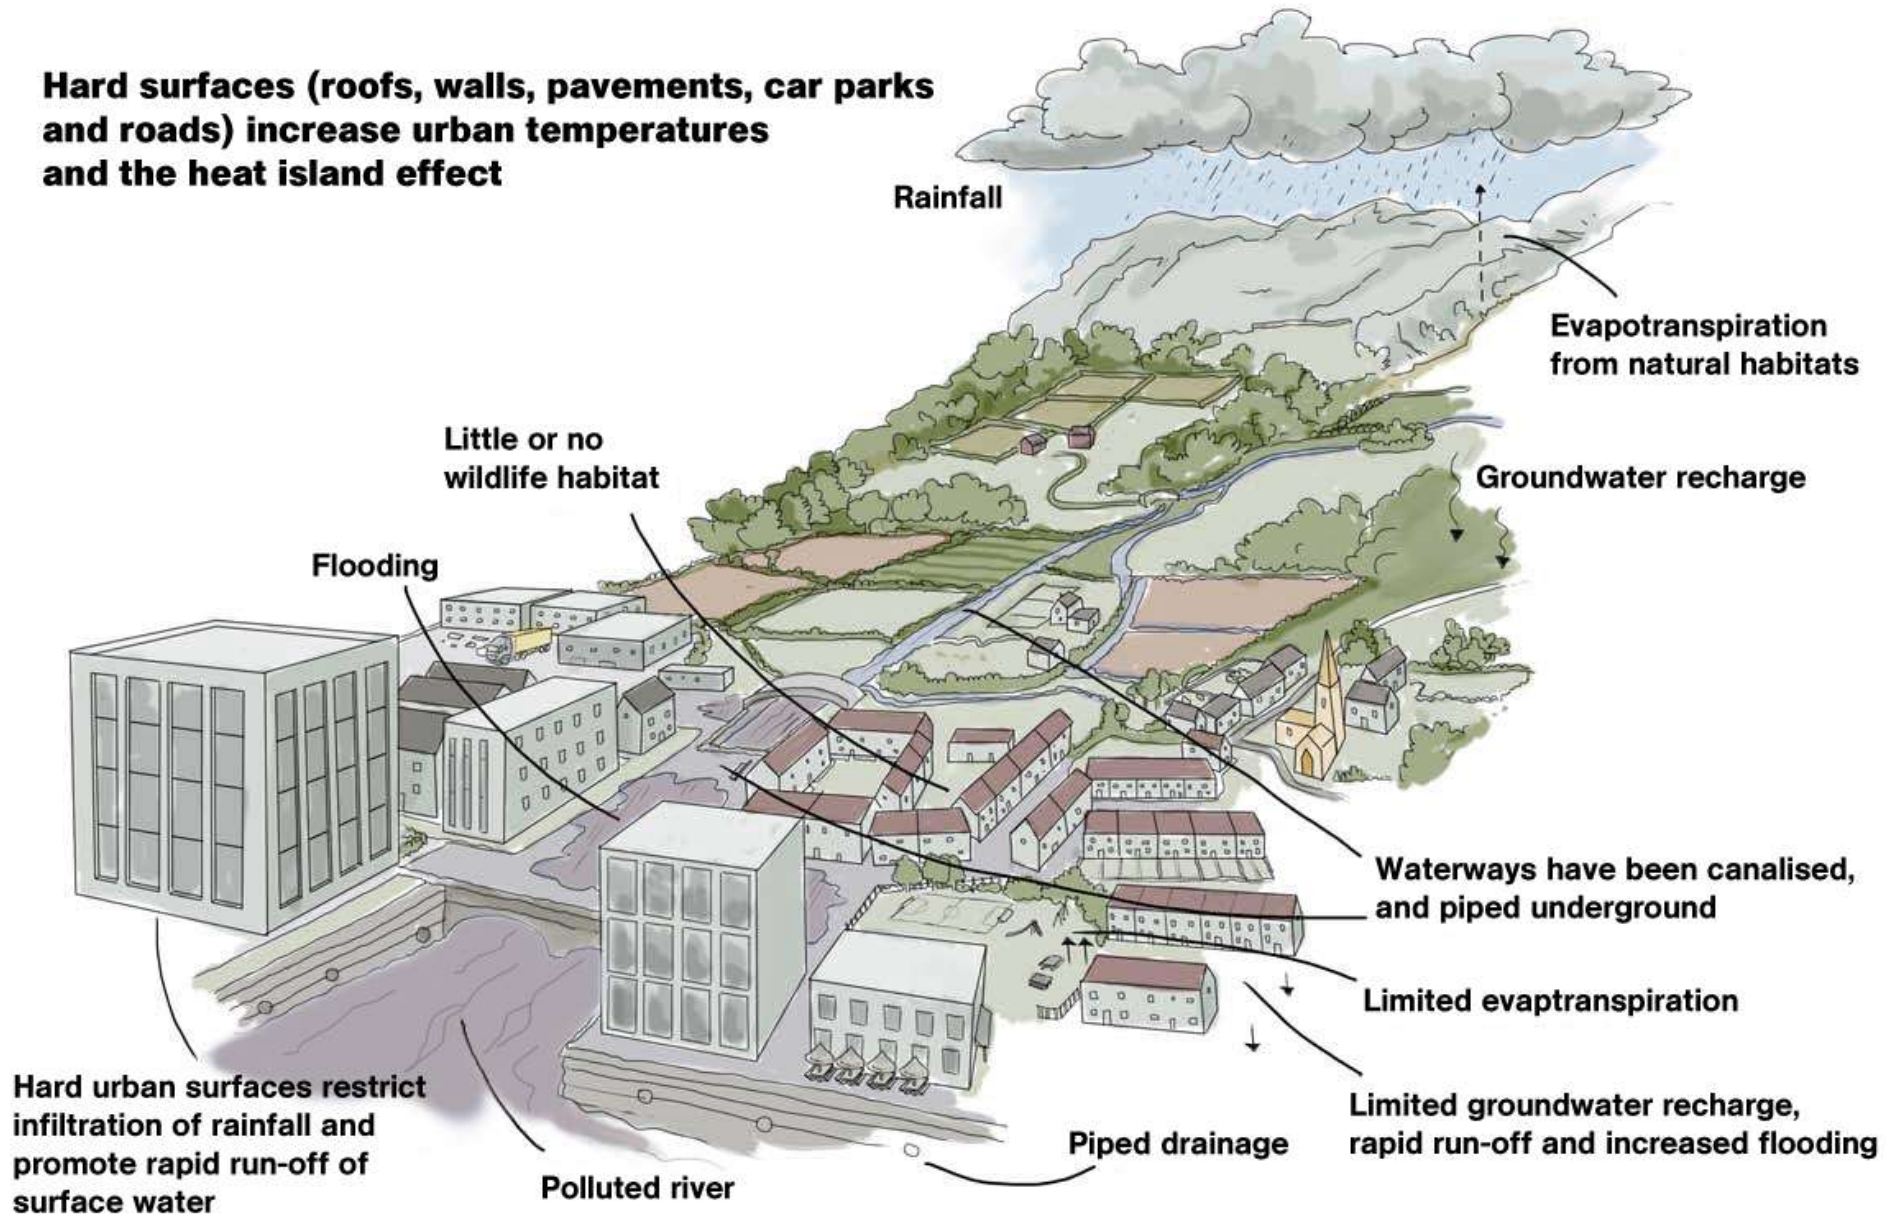 Hard surfaces (roofs, walls, pavements, car parks
and roads) increase urban temperatures
and the heat island effect
Rainfall
Evapotranspiration
from natural habitats
Little or no
wildlife habitat
Groundwater recharge
Flooding
Waterways have been canalised,
and piped underground
Limited evaptranspiration
Hard urban surfaces restrict
infiltration of rainfall and
promote rapid run-off of
surface water
Limited groundwater recharge,
rapid run-off and increased flooding
Piped drainage
Polluted river